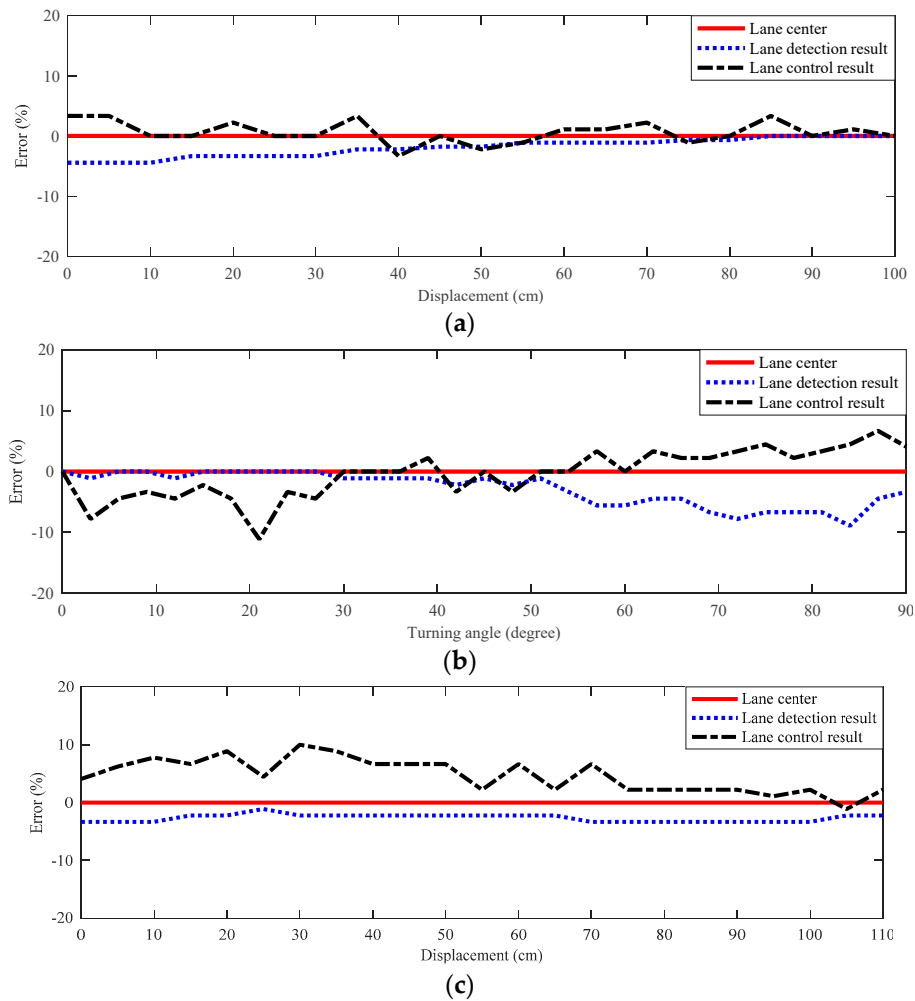 20
10
0
-10
-20
Error (%)
Lane center
Lane detection result
Lane control result
0 10 20 30 40 50 60 70 80 90 100
Displacement (cm)
(a)
20
10
0
-10
-20
Error (%)
Lane center
Lane detection result
Lane control result
0 10 20 30 40 50 60 70 80 90
Turning angle (degree)
(b)
20
10
0
-10
-20
Error (%)
Lane center
Lane detection result
Lane control result
0 10 20 30 40 50 60 70 80 90 100 110
Displacement (cm)
(c)